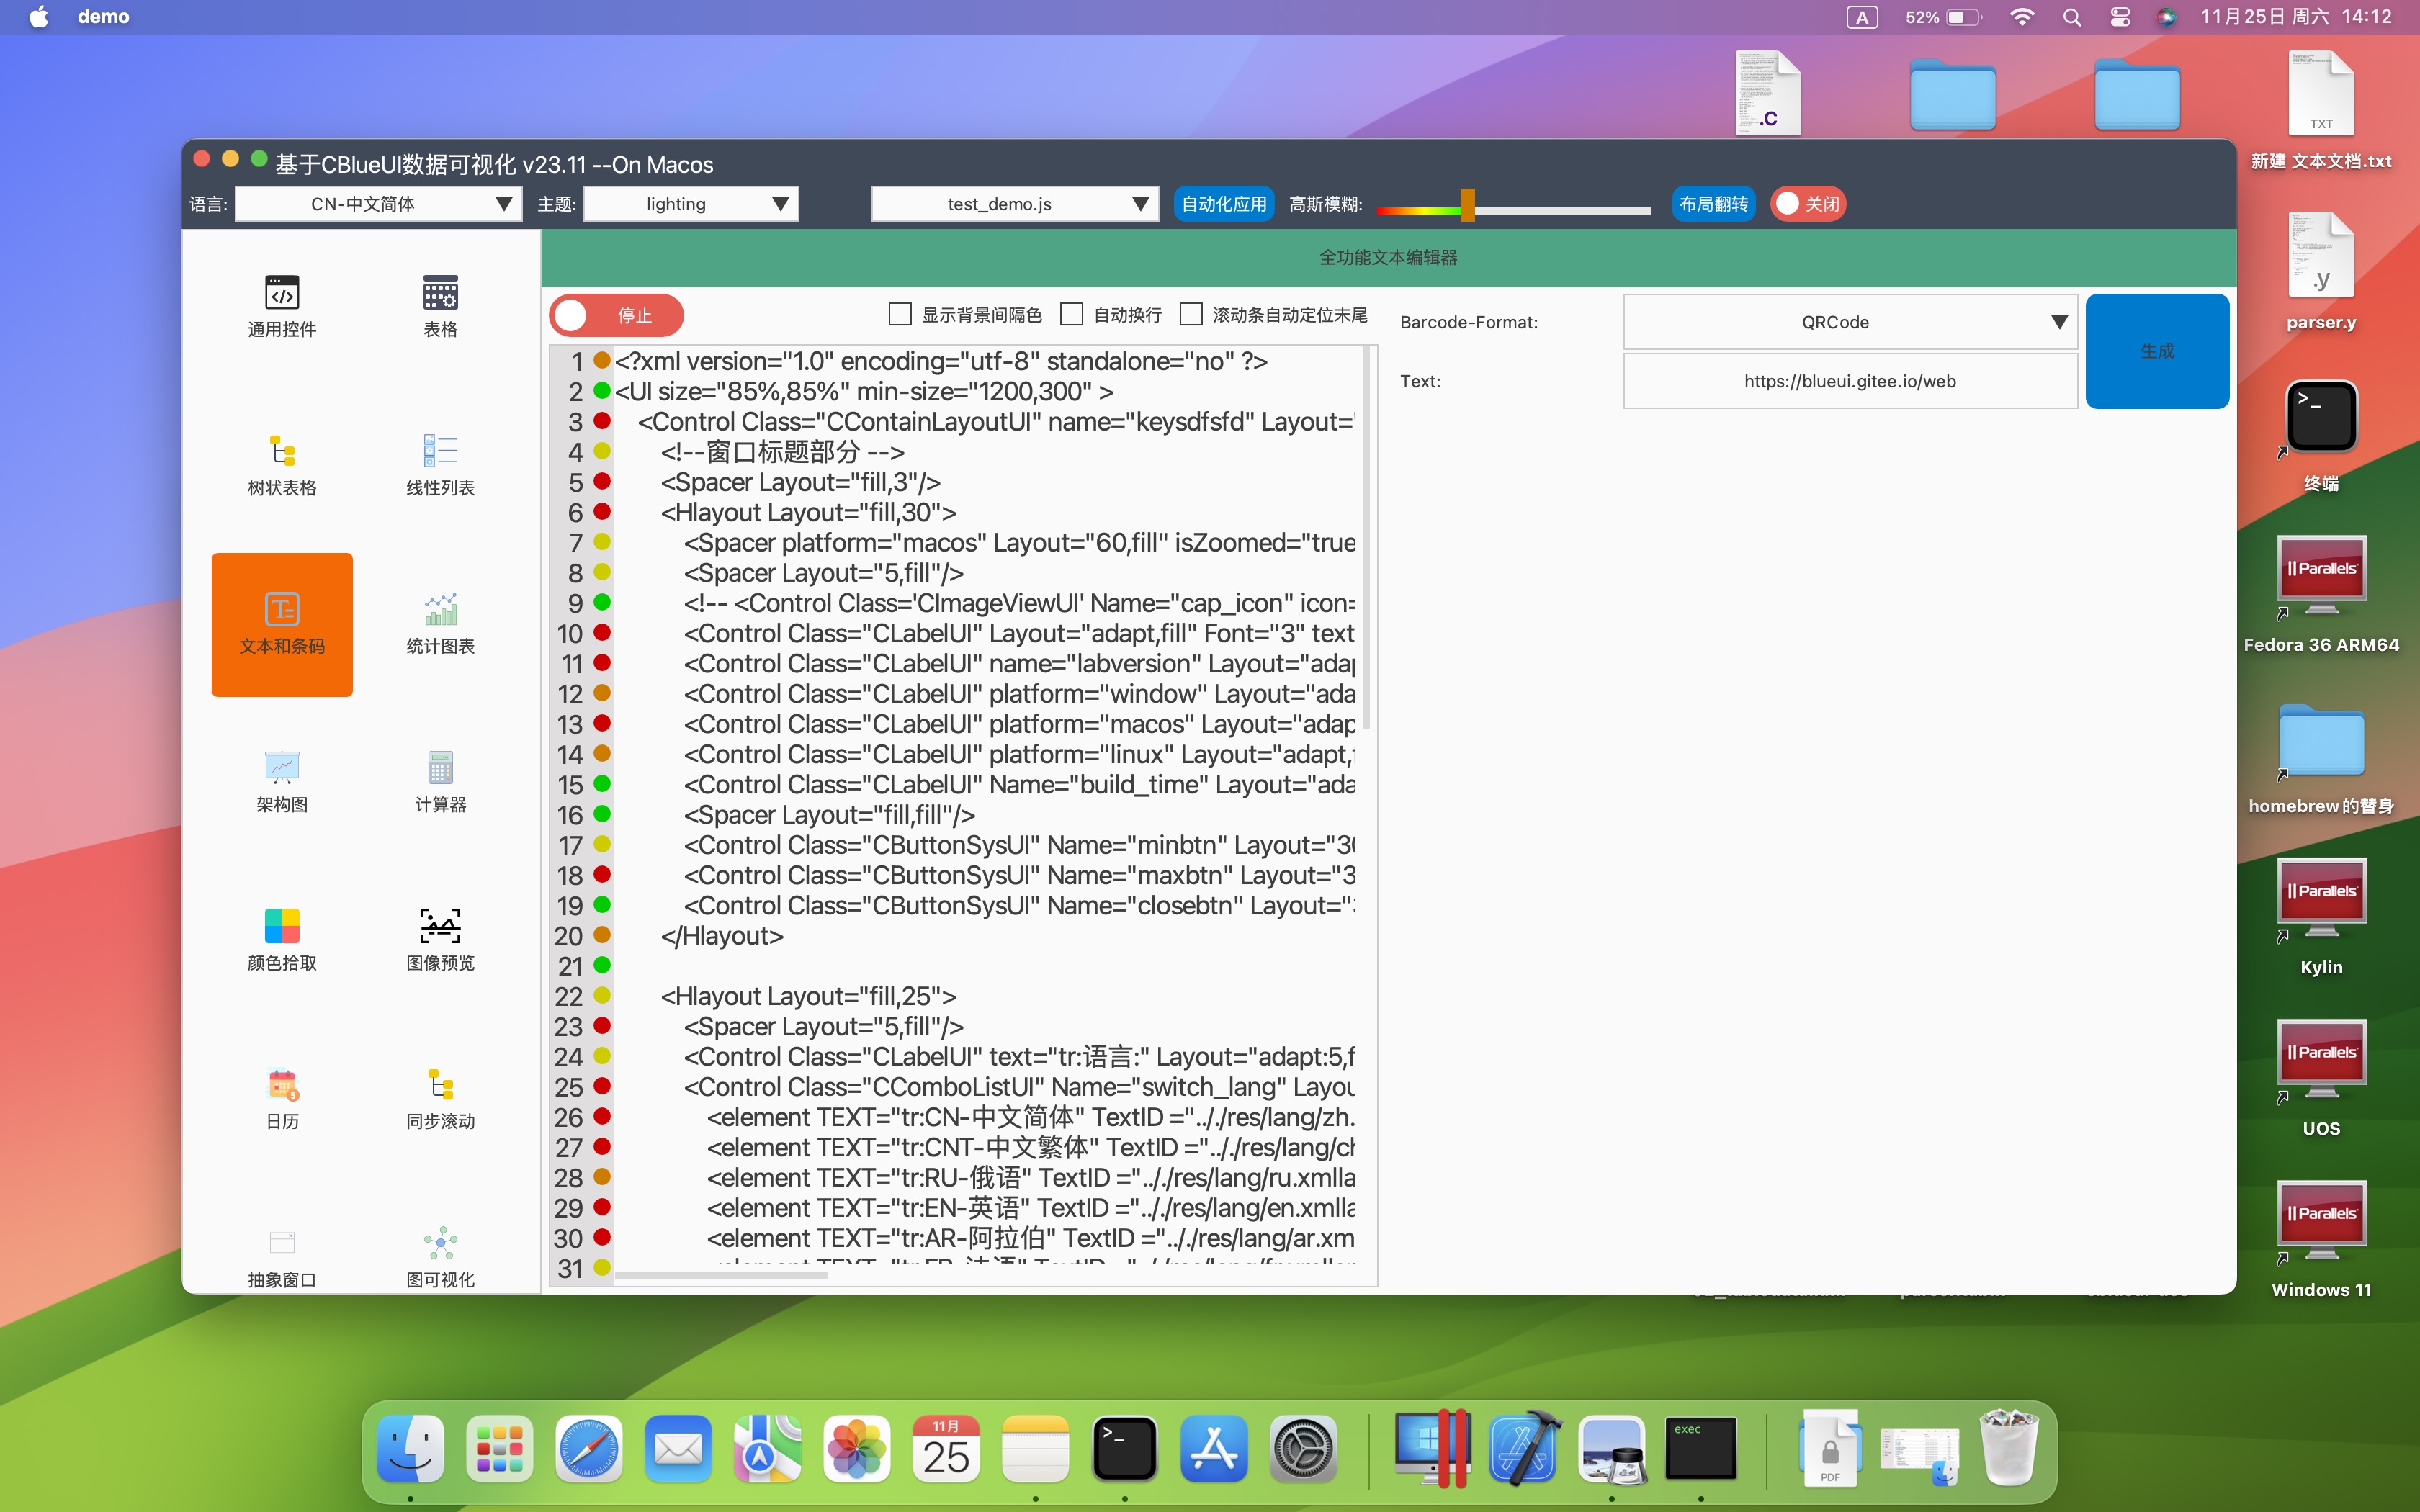 demo
A
52%
11月25日 周六 14:12
.C
TXT
新建 文本文档.txt
.y
parser.y
>_
终端
Parallels
Fedora 36 ARM64
homebrew的替身
Parallels
Kylin
Parallels
UOS
Parallels
Windows 11
基于CBlueUI数据可视化 v23.11 --On Macos
语言: CN-中文简体 主题: lighting test_demo.js 自动化应用 高斯模糊: 布局翻转 关闭
通用控件 表格
树状表格 线性列表
文本和条码 统计图表
架构图 计算器
颜色拾取 图像预览
日历 同步滚动
抽象窗口 图可视化
全功能文本编辑器
停止 显示背景间隔色 自动换行 滚动条自动定位末尾
Barcode-Format: QRCode
Text: https://blueui.gitee.io/web
生成
1 <?xml version="1.0" encoding="utf-8" standalone="no" ?>
2 <UI size="85%,85%" min-size="1200,300" >
3 <Control Class="CContainLayoutUI" name="keysdfsfd" Layout="
4 <!--窗口标题部分 -->
5 <Spacer Layout="fill,3"/>
6 <Hlayout Layout="fill,30">
7 <Spacer platform="macos" Layout="60,fill" isZoomed="true
8 <Spacer Layout="5,fill"/>
9 <!-- <Control Class='CImageViewUI' Name="cap_icon" icon=
10 <Control Class="CLabelUI" Layout="adapt,fill" Font="3" text
11 <Control Class="CLabelUI" name="labversion" Layout="adap
12 <Control Class="CLabelUI" platform="window" Layout="ada
13 <Control Class="CLabelUI" platform="macos" Layout="adap
14 <Control Class="CLabelUI" platform="linux" Layout="adapt,f
15 <Control Class="CLabelUI" Name="build_time" Layout="ada
16 <Spacer Layout="fill,fill"/>
17 <Control Class="CButtonSysUI" Name="minbtn" Layout="30
18 <Control Class="CButtonSysUI" Name="maxbtn" Layout="3
19 <Control Class="CButtonSysUI" Name="closebtn" Layout="3
20 </Hlayout>
21
22 <Hlayout Layout="fill,25">
23 <Spacer Layout="5,fill"/>
24 <Control Class="CLabelUI" text="tr:语言:" Layout="adapt:5,f
25 <Control Class="CComboListUI" Name="switch_lang" Layou
26 <element TEXT="tr:CN-中文简体" TextID ="../res/lang/zh.
27 <element TEXT="tr:CNT-中文繁体" TextID ="../res/lang/ch
28 <element TEXT="tr:RU-俄语" TextID =".././res/lang/ru.xmlla
29 <element TEXT="tr:EN-英语" TextID =".././res/lang/en.xmlla
30 <element TEXT="tr:AR-阿拉伯" TextID =".././res/lang/ar.xm
31
11月
25
>_
exec
PDF